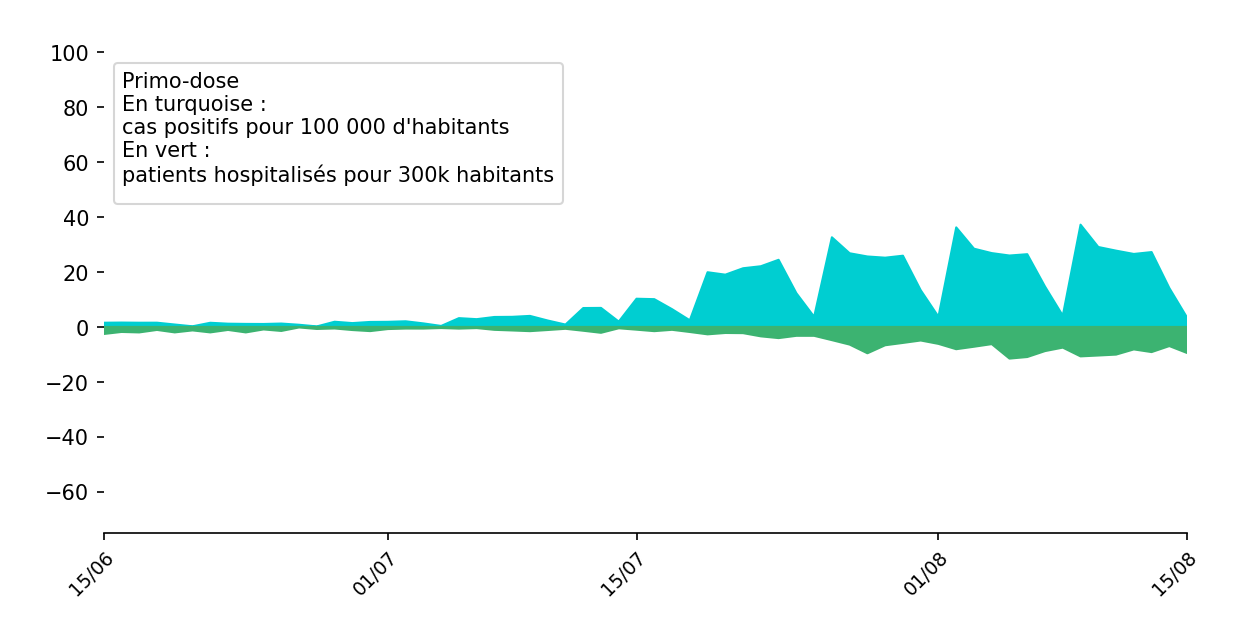 100
80
60
40
20
0
−20
−40
−60
Primo-dose
En turquoise :
cas positifs pour 100 000 d'habitants
En vert :
patients hospitalisés pour 300k habitants
15/06
01/07
15/07
01/08
15/08